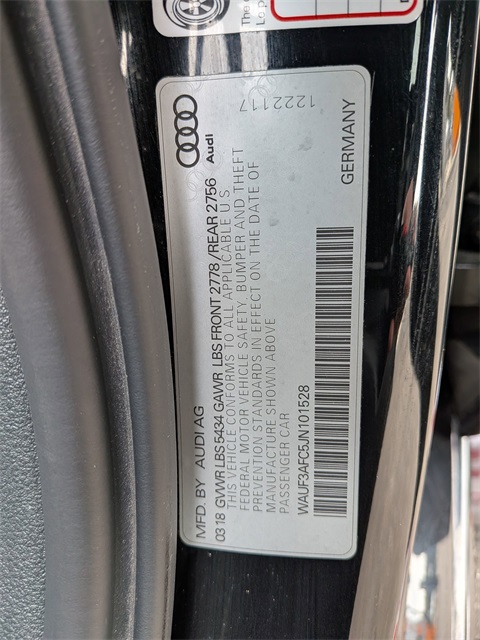 The
Lo p
Audi
1222117
MFD. BY AUDI AG
0318 GVWR LBS 5434 GAWR LBS FRONT 2778 / REAR 2756
THIS VEHICLE CONFORMS TO ALL APPLICABLE U S
FEDERAL MOTOR VEHICLE SAFETY, BUMPER AND THEFT
PREVENTION STANDARDS IN EFFECT ON THE DATE OF
MANUFACTURE SHOWN ABOVE
PASSENGER CAR
GERMANY
WAUF3AFC5JN101528